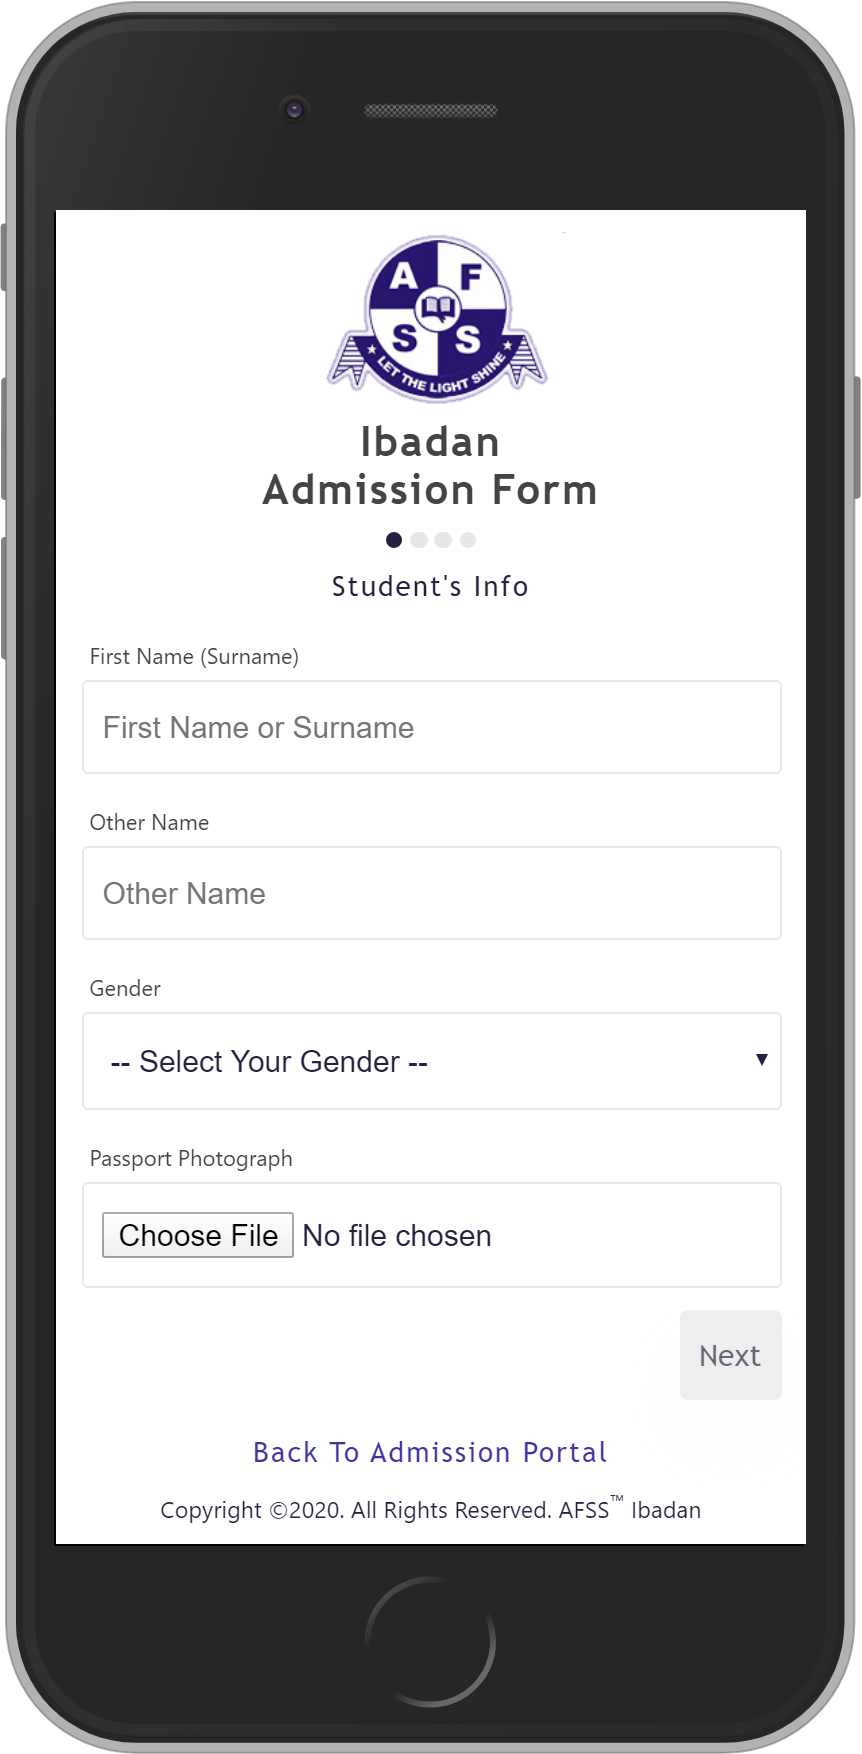 A F
S S
LET THE LIGHT SHINE
Ibadan
Admission Form
Student's Info
First Name (Surname)
First Name or Surname
Other Name
Other Name
Gender
-- Select Your Gender --
Passport Photograph
Choose File No file chosen
Next
Back To Admission Portal
Copyright ©2020. All Rights Reserved. AFSS™ Ibadan